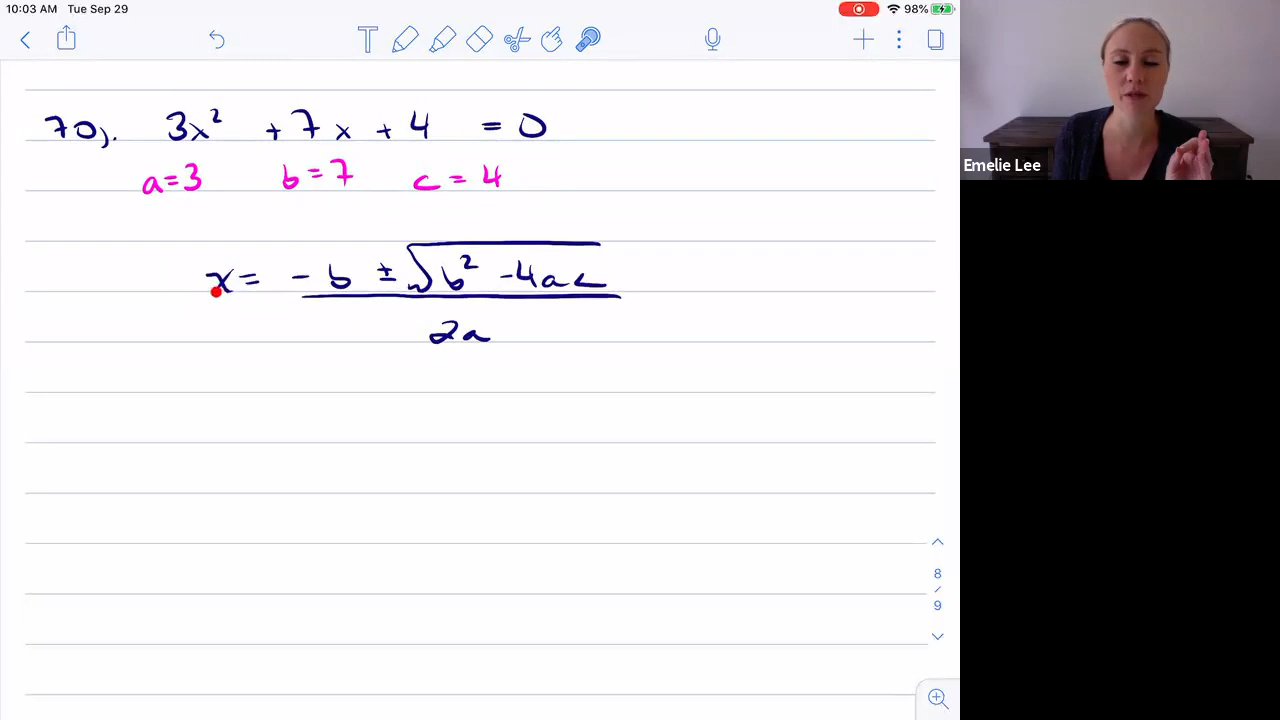 10:03 AM Tue Sep 29 98%
70). 3x² + 7x + 4 = 0
a=3 b=7 c=4
x = -b ± √b² - 4ac
2a
Emelie Lee
8
/
9